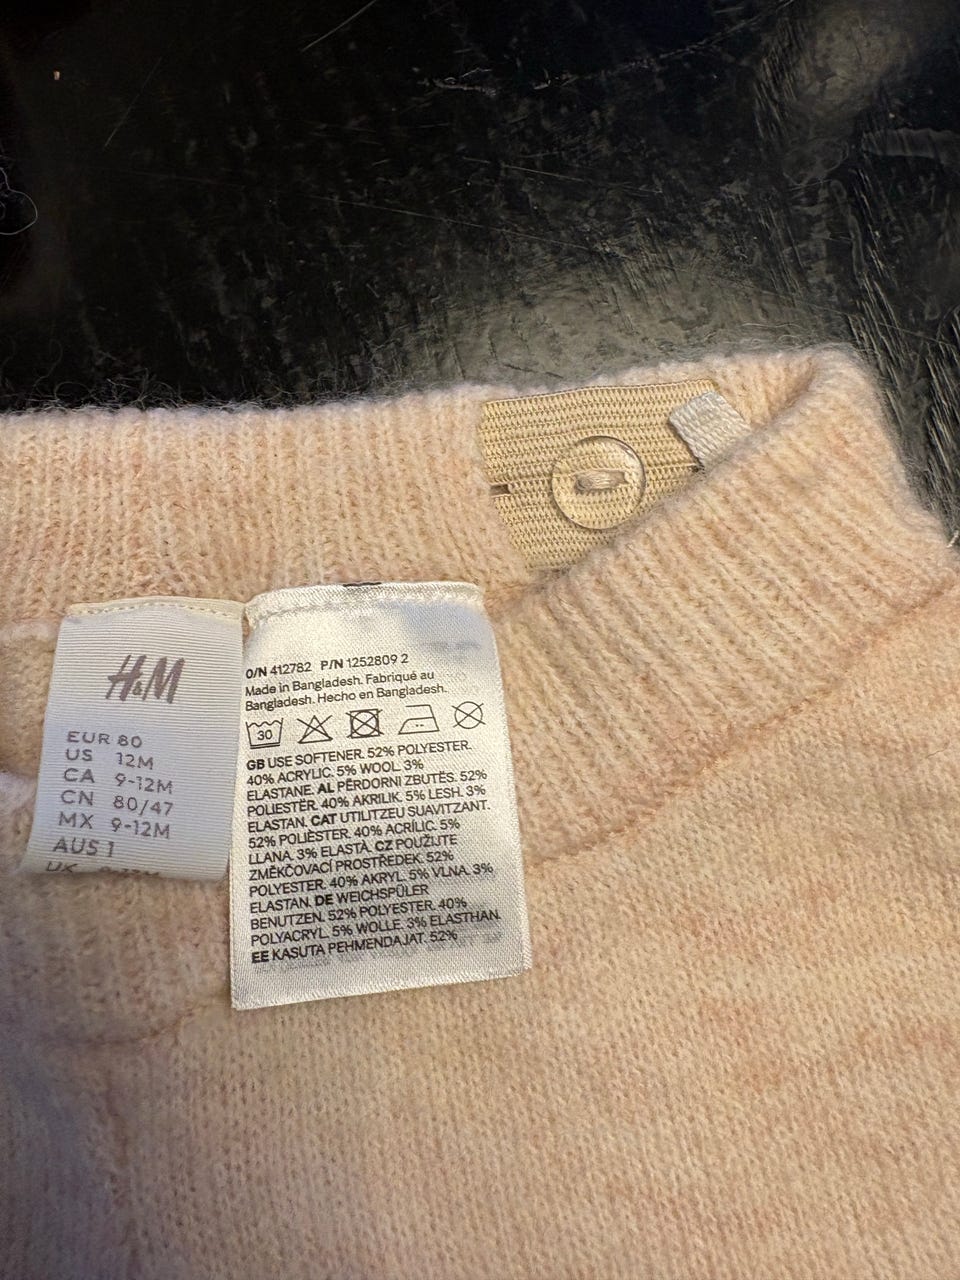 H&M
EUR 80
US 12M
CA 9-12M
CN 80/47
MX 9-12M
AUS 1
UK
O/N 412782 P/N 1252809 2
Made in Bangladesh. Fabriqué au
Bangladesh. Hecho en Bangladesh.
30
GB USE SOFTENER. 52% POLYESTER.
40% ACRYLIC. 5% WOOL. 3%
ELASTANE. AL PËRDORNI ZBUTËS. 52%
POLIESTËR. 40% AKRILIK. 5% LESH. 3%
ELASTAN. CAT UTILITZEU SUAVITZANT.
52% POLIÈSTER. 40% ACRÍLIC. 5%
LLANA. 3% ELASTÀ. CZ POUŽIJTE
ZMĚKČOVACÍ PROSTŘEDEK. 52%
POLYESTER. 40% AKRYL. 5% VLNA. 3%
ELASTAN. DE WEICHSPÜLER
BENUTZEN. 52% POLYESTER. 40%
POLYACRYL. 5% WOLLE. 3% ELASTHAN.
EE KASUTA PEHMENDAJAT. 52%